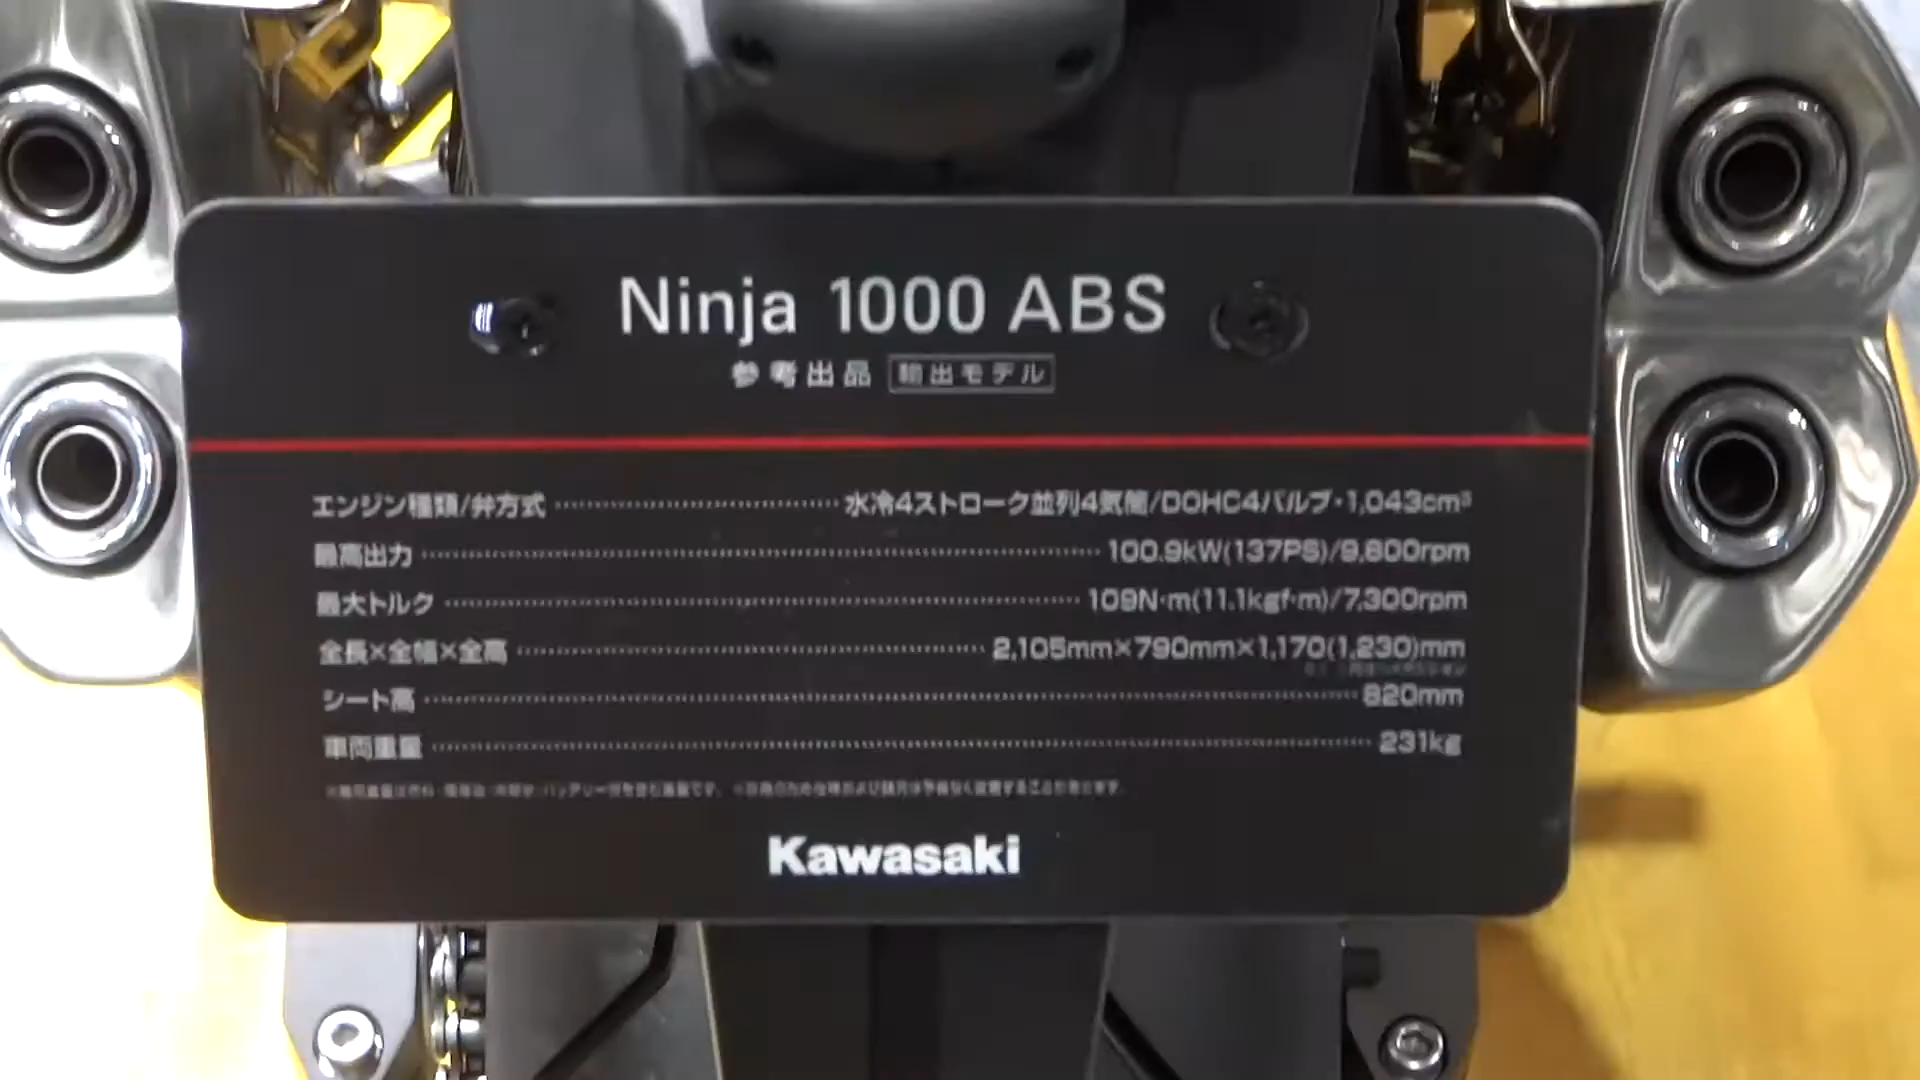 Ninja 1000 ABS
参考出品 輸出モデル
エンジン種類/弁方式 水冷4ストローク並列4気筒/DOHC4バルブ・1,043cm³
最高出力 100.9kW(137PS)/9,800rpm
最大トルク 109N·m(11.1kgf·m)/7,300rpm
全長×全幅×全高 2,105mm×790mm×1,170(1,230)mm
シート高 820mm
車両重量 231kg
Kawasaki